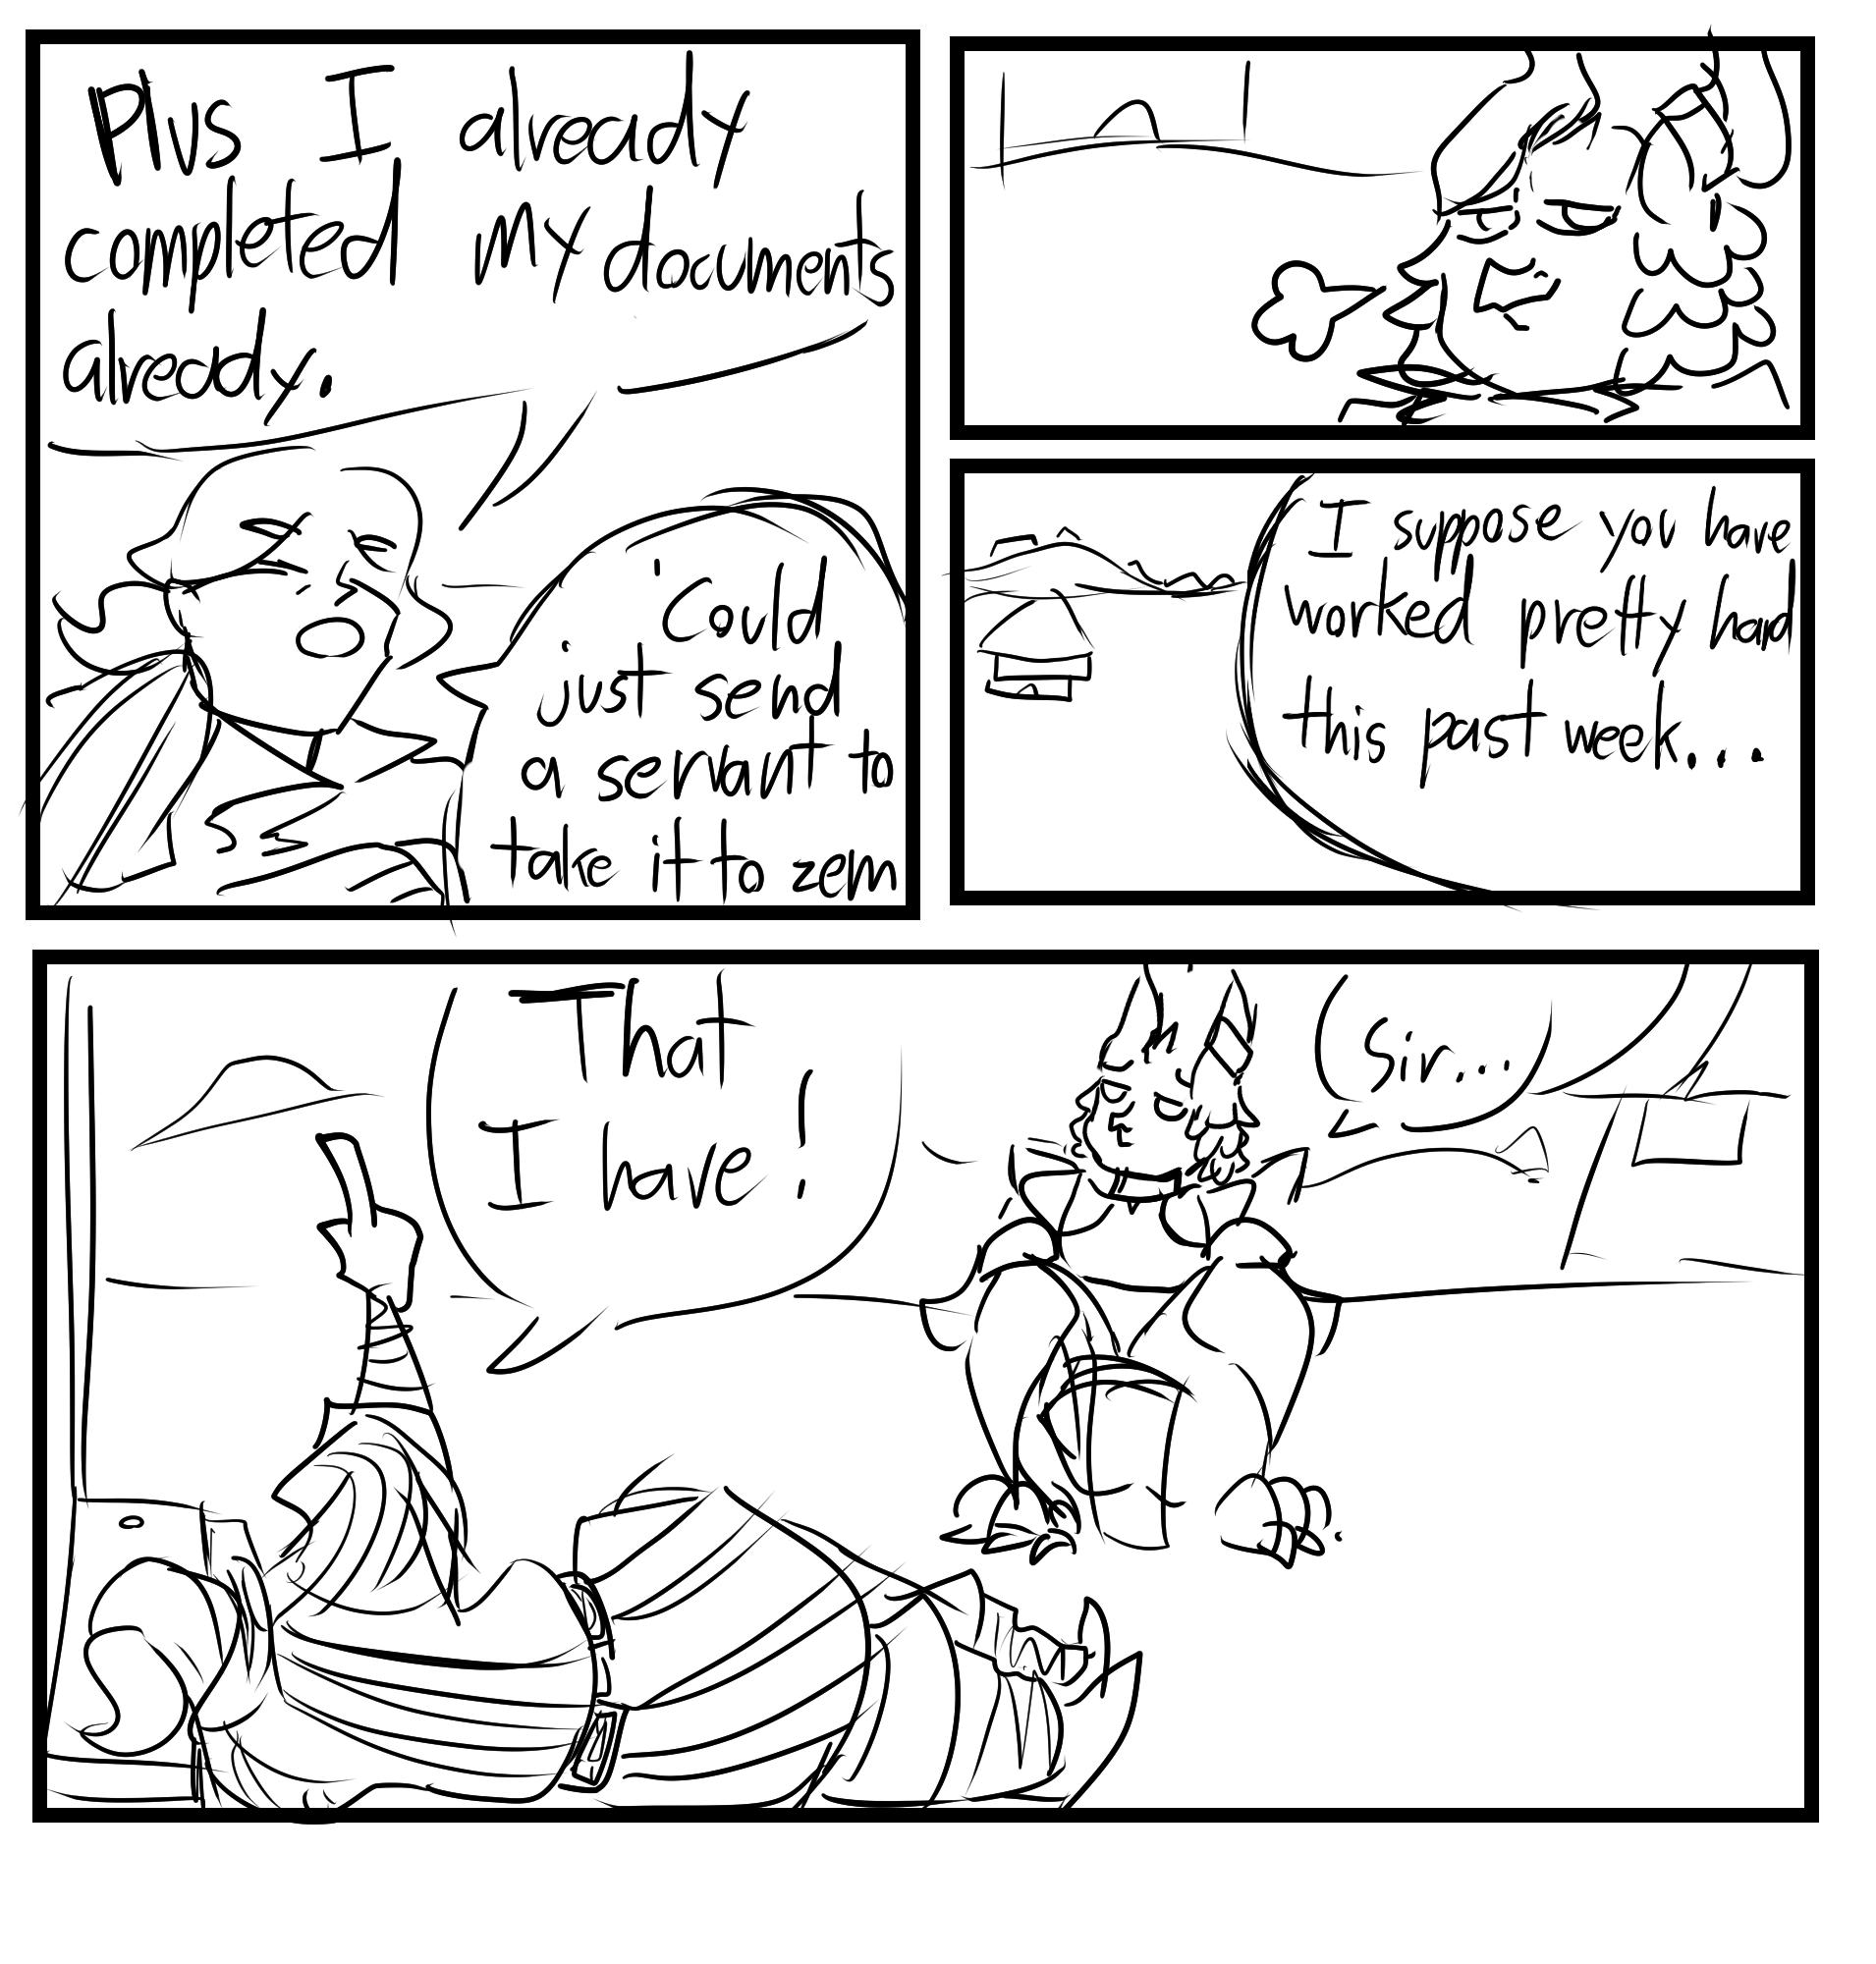 Plus I already
completed my documents
already.
I could
just send
a servant to
take it to zem
I suppose you have
worked pretty hard
this past week...
That
I have!
Sir...